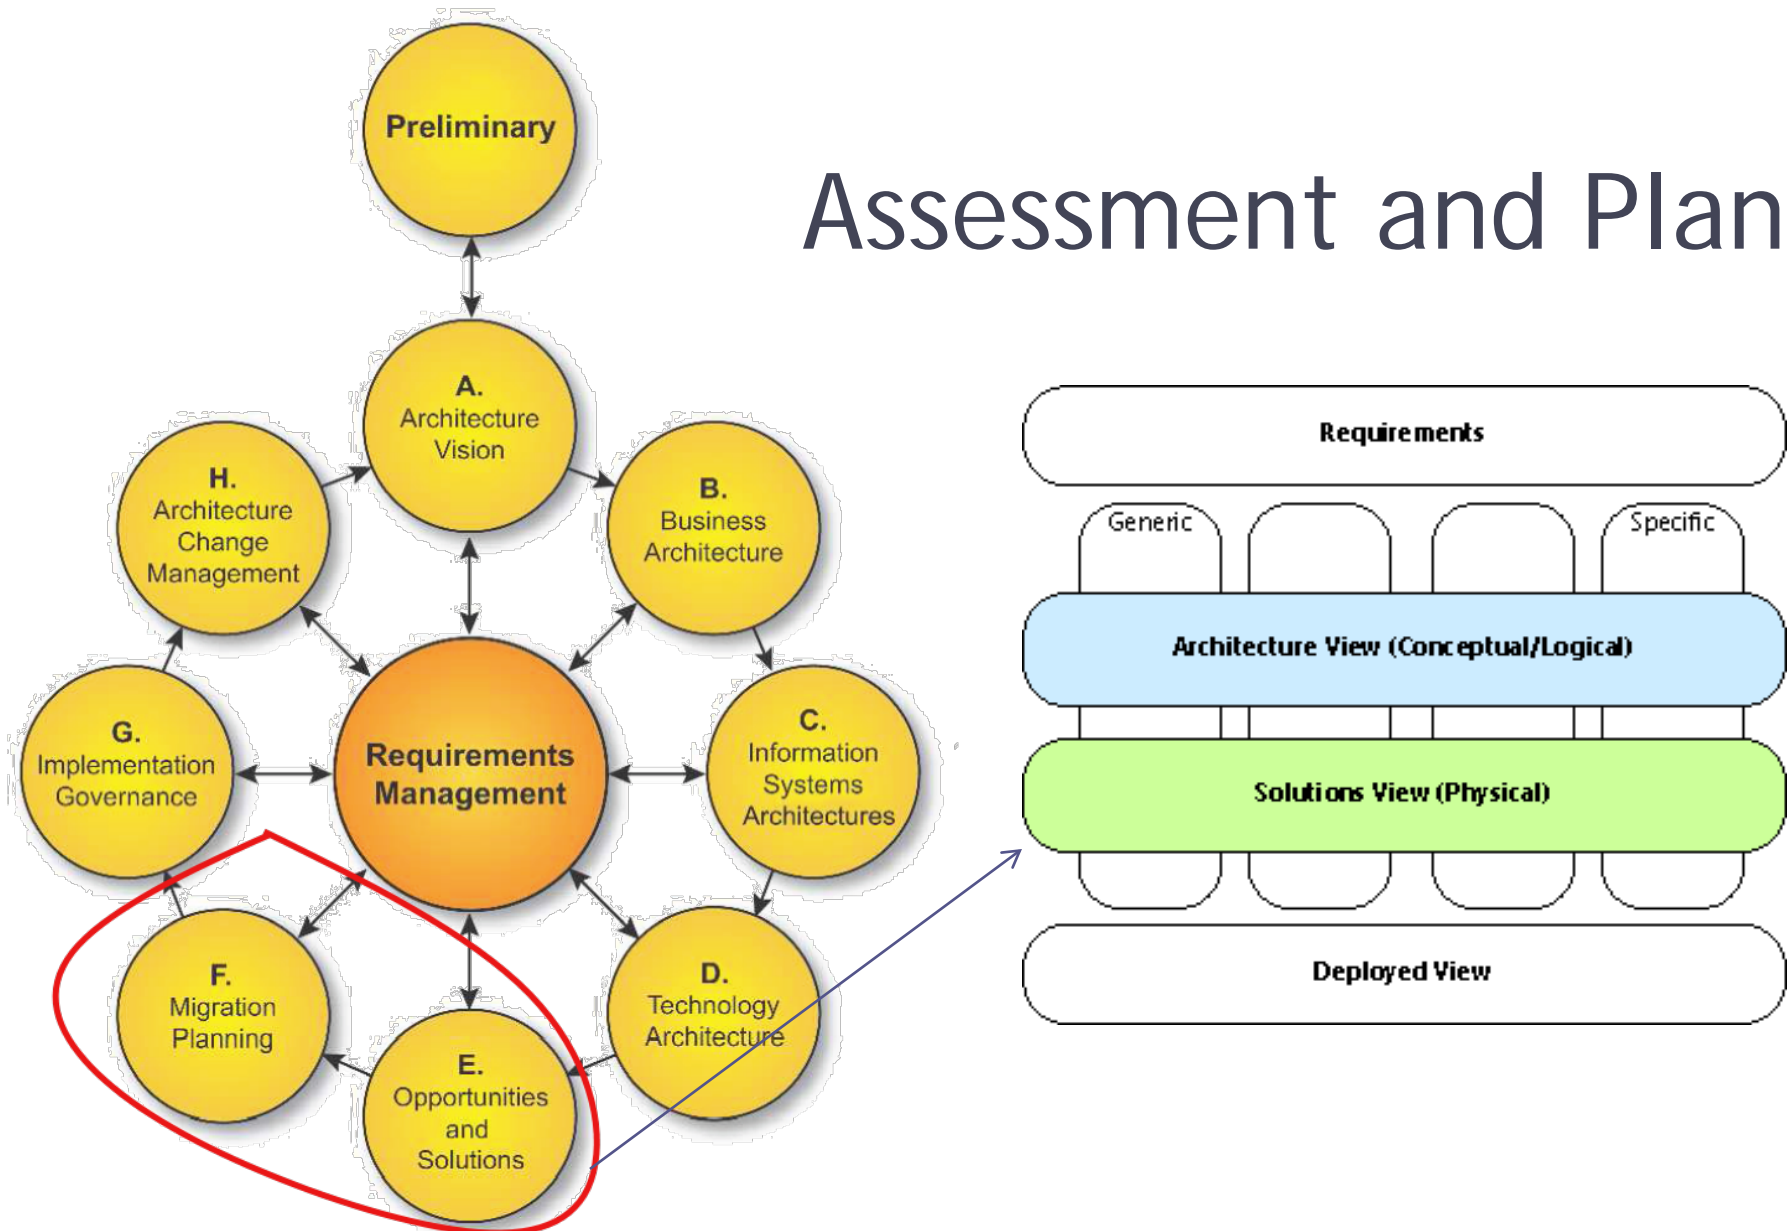 Assessment and Plan
Preliminary
A.
Architecture
Vision
B.
Business
Architecture
C.
Information
Systems
Architectures
D.
Technology
Architecture
E.
Opportunities
and
Solutions
F.
Migration
Planning
G.
Implementation
Governance
H.
Architecture
Change
Management
Requirements
Management
Requirements
Generic
Specific
Architecture View (Conceptual/Logical)
Solutions View (Physical)
Deployed View